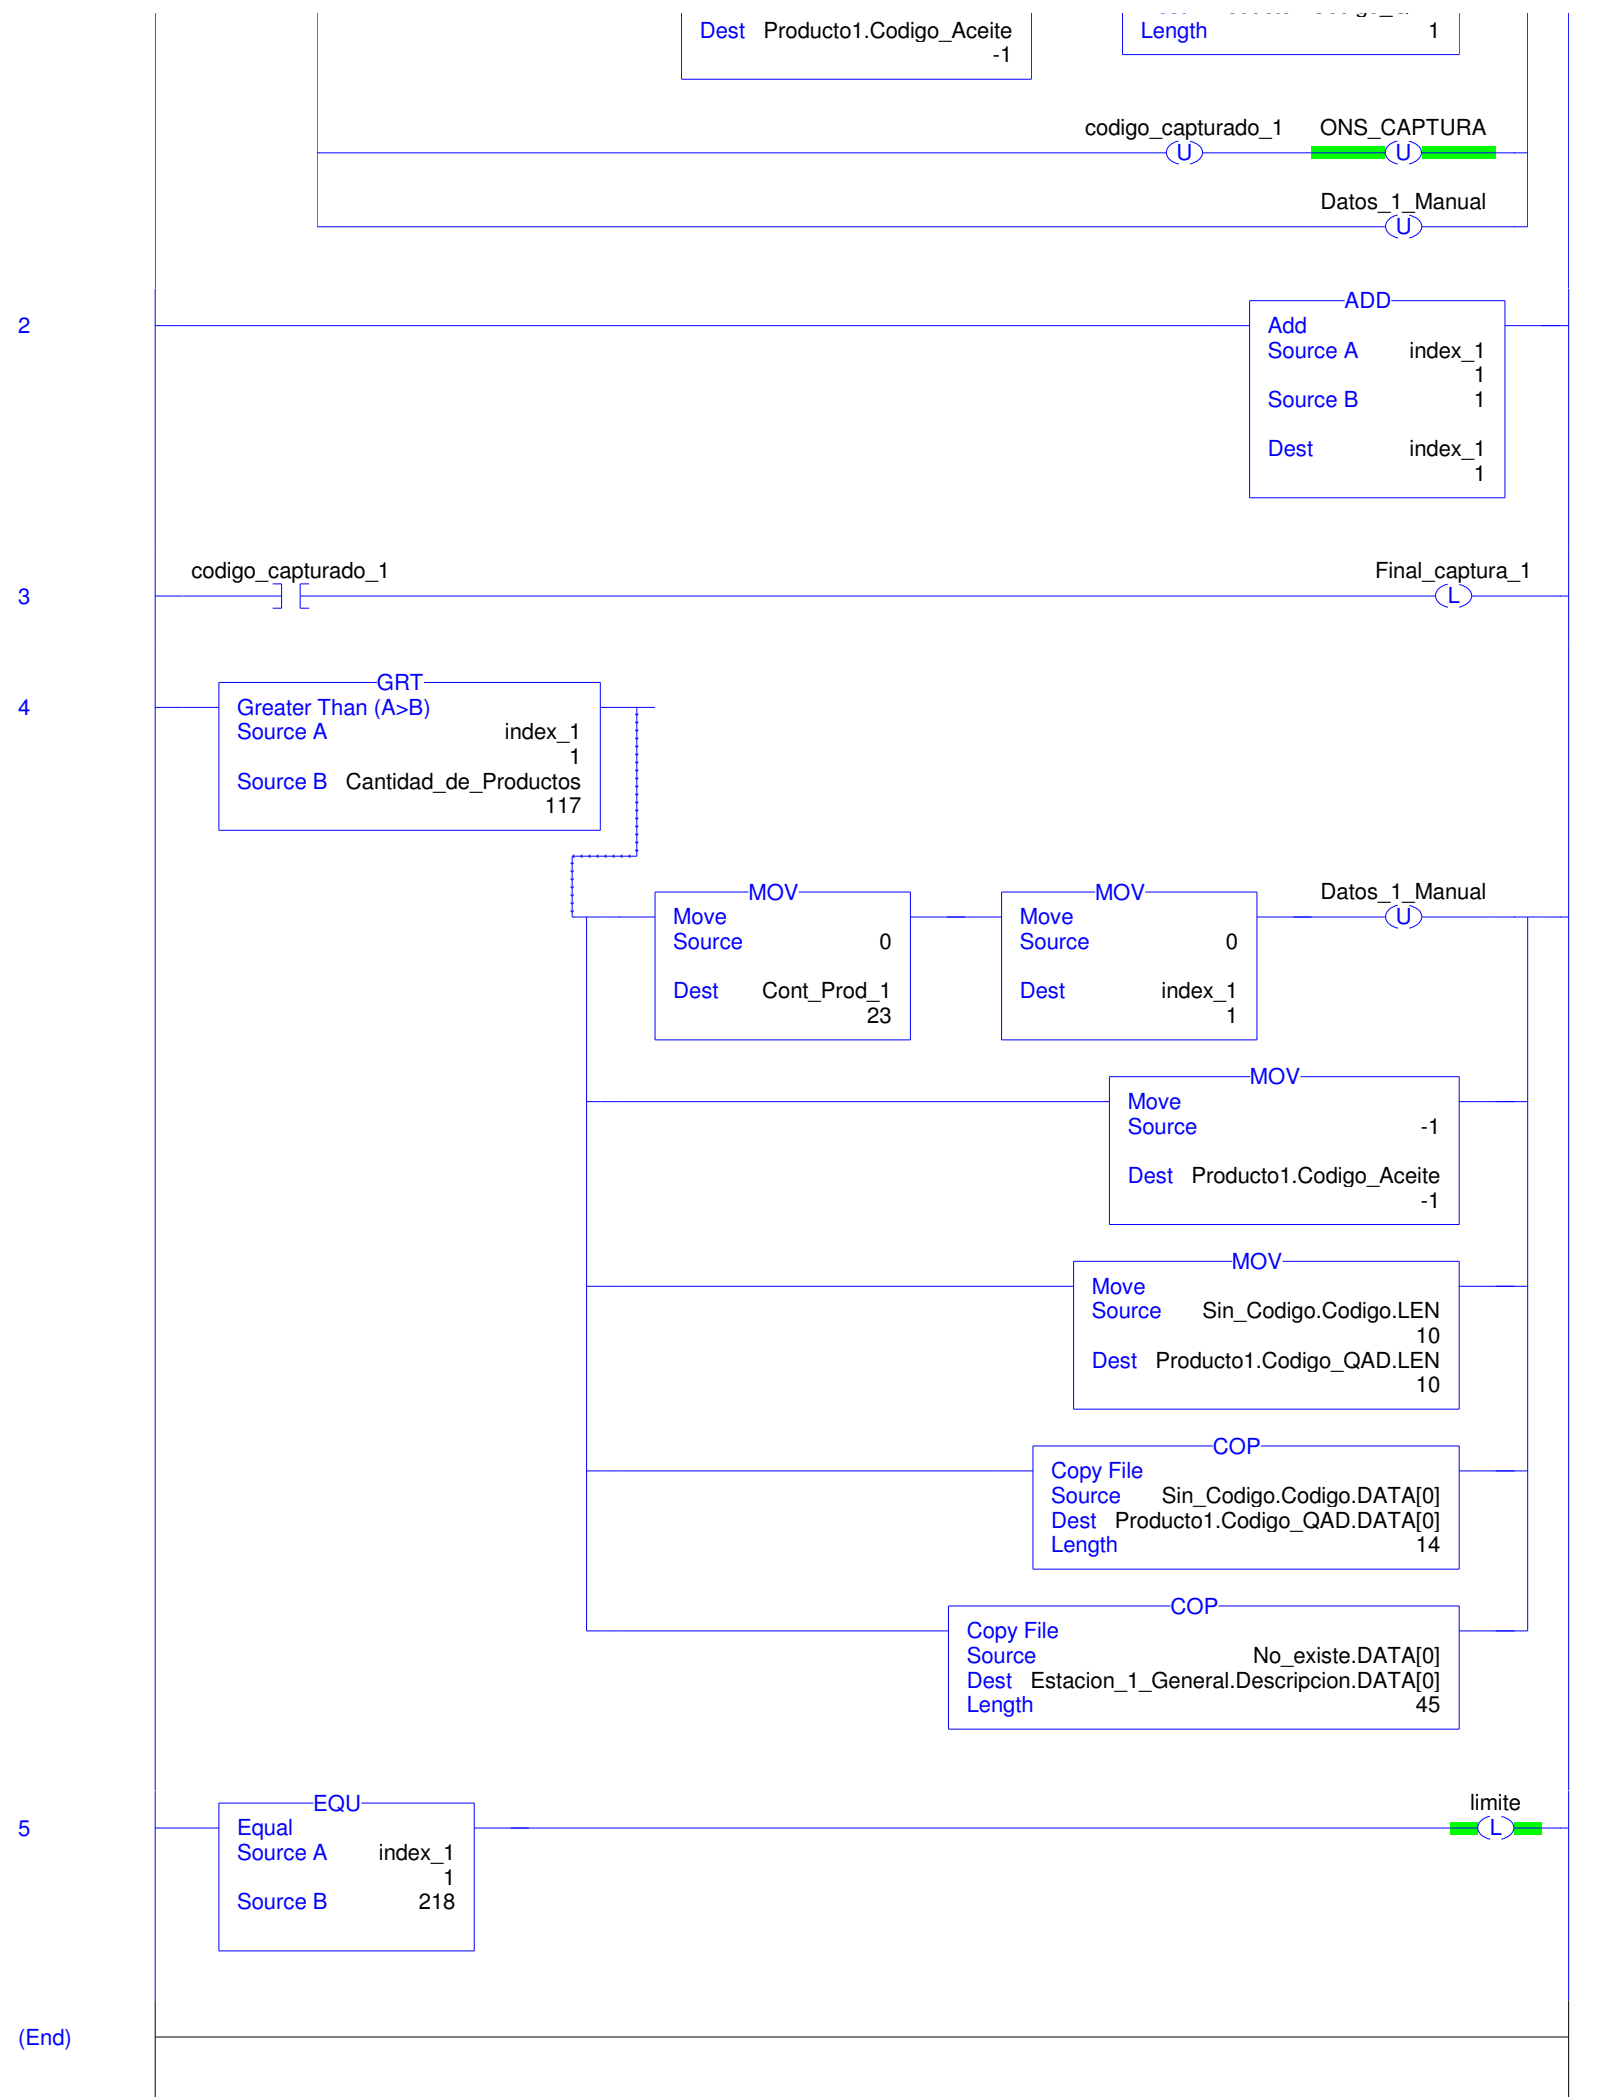 Dest Producto1.Codigo_Aceite
-1
Length 1
codigo_capturado_1 ONS_CAPTURA
U U
Datos_1_Manual
U
2
ADD
Add
Source A index_1
1
Source B 1
Dest index_1
1
3
codigo_capturado_1 Final_captura_1
L
4
GRT
Greater Than (A>B)
Source A index_1
1
Source B Cantidad_de_Productos
117
MOV
Move
Source 0
Dest Cont_Prod_1
23
MOV
Move
Source 0
Dest index_1
1
Datos_1_Manual
U
MOV
Move
Source -1
Dest Producto1.Codigo_Aceite
-1
MOV
Move
Source Sin_Codigo.Codigo.LEN
10
Dest Producto1.Codigo_QAD.LEN
10
COP
Copy File
Source Sin_Codigo.Codigo.DATA[0]
Dest Producto1.Codigo_QAD.DATA[0]
Length 14
COP
Copy File
Source No_existe.DATA[0]
Dest Estacion_1_General.Descripcion.DATA[0]
Length 45
5
EQU
Equal
Source A index_1
1
Source B 218
limite
L
(End)